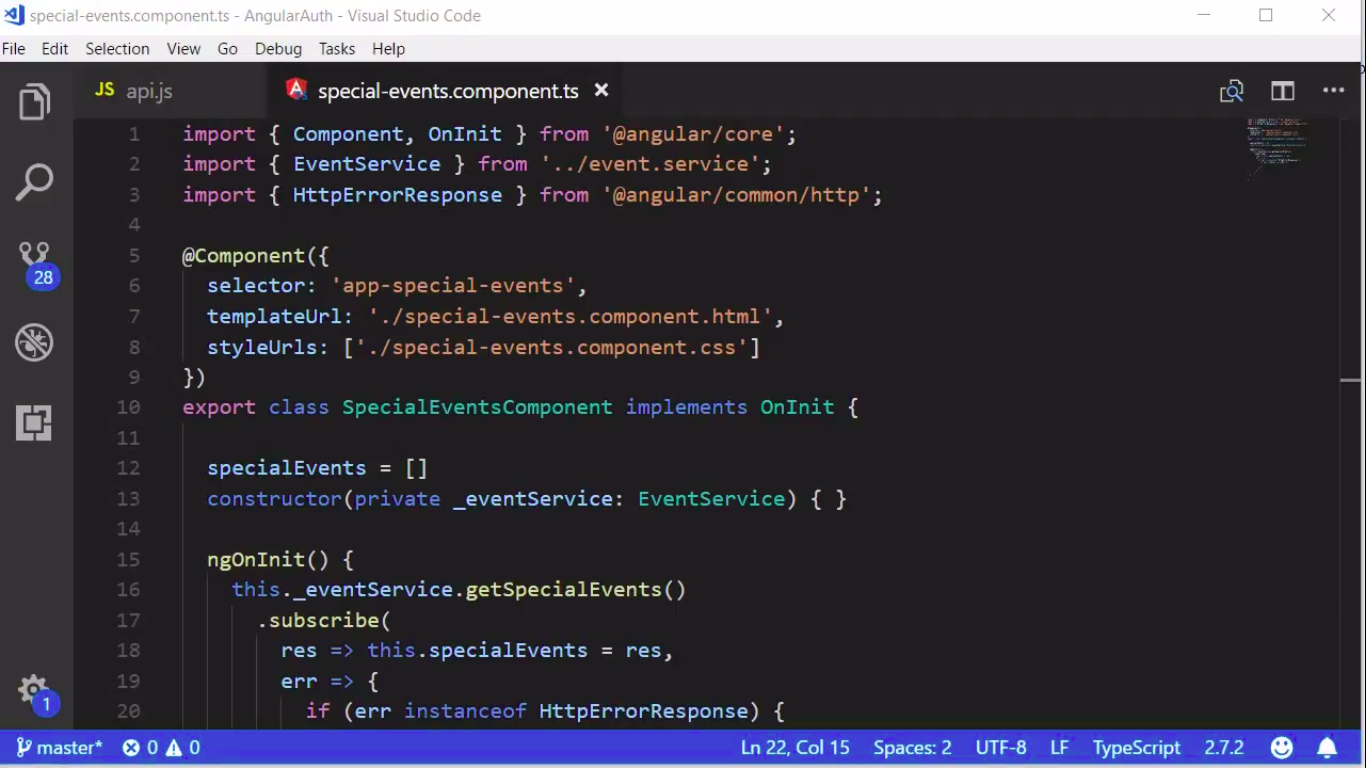 special-events.component.ts - AngularAuth - Visual Studio Code
File Edit Selection View Go Debug Tasks Help
JS api.js special-events.component.ts
1 import { Component, OnInit } from '@angular/core';
2 import { EventService } from '../event.service';
3 import { HttpErrorResponse } from '@angular/common/http';
4
5 @Component({
6 selector: 'app-special-events',
7 templateUrl: './special-events.component.html',
8 styleUrls: ['./special-events.component.css']
9 })
10 export class SpecialEventsComponent implements OnInit {
11
12 specialEvents = []
13 constructor(private _eventService: EventService) { }
14
15 ngOnInit() {
16 this._eventService.getSpecialEvents()
17 .subscribe(
18 res => this.specialEvents = res,
19 err => {
20 if (err instanceof HttpErrorResponse) {
28
1
master* 0 0 Ln 22, Col 15 Spaces: 2 UTF-8 LF TypeScript 2.7.2